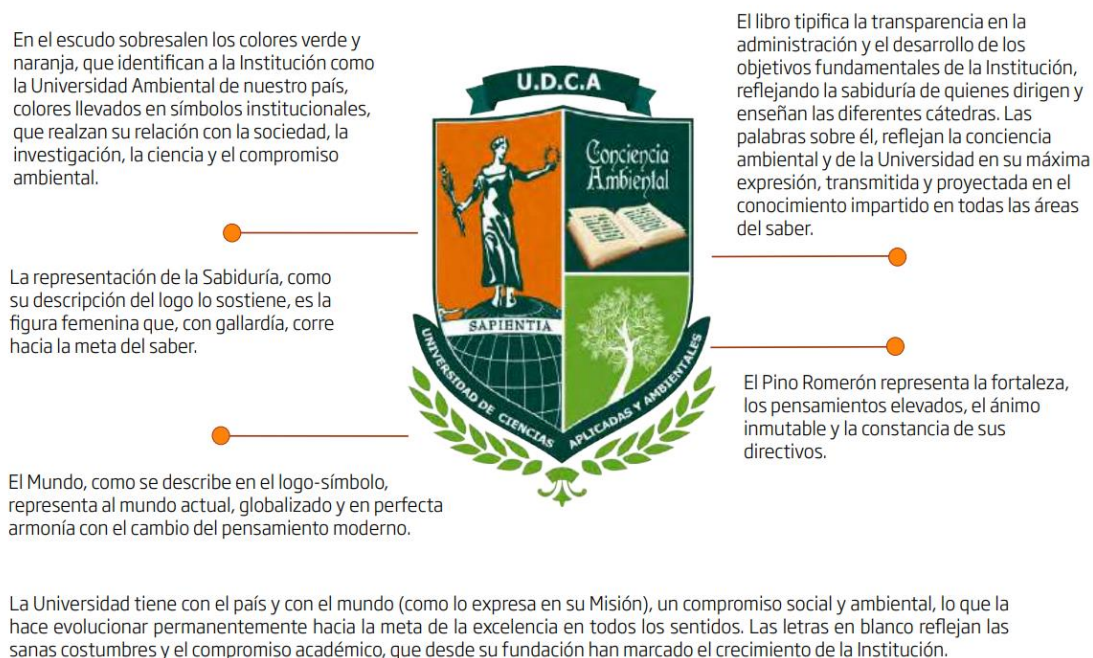 En el escudo sobresalen los colores verde y
naranja, que identifican a la Institución como
la Universidad Ambiental de nuestro país,
colores llevados en símbolos institucionales,
que realzan su relación con la sociedad, la
investigación, la ciencia y el compromiso
ambiental.
La representación de la Sabiduría, como
su descripción del logo lo sostiene, es la
figura femenina que, con gallardía, corre
hacia la meta del saber.
El Mundo, como se describe en el logo-símbolo,
representa al mundo actual, globalizado y en perfecta
armonía con el cambio del pensamiento moderno.
U.D.C.A
Conciencia
Ambiental
SAPIENTIA
UNIVERSIDAD DE CIENCIAS APLICADAS Y AMBIENTALES
El libro tipifica la transparencia en la
administración y el desarrollo de los
objetivos fundamentales de la Institución,
reflejando la sabiduría de quienes dirigen y
enseñan las diferentes cátedras. Las
palabras sobre él, reflejan la conciencia
ambiental y de la Universidad en su máxima
expresión, transmitida y proyectada en el
conocimiento impartido en todas las áreas
del saber.
El Pino Romerón representa la fortaleza,
los pensamientos elevados, el ánimo
inmutable y la constancia de sus
directivos.
La Universidad tiene con el país y con el mundo (como lo expresa en su Misión), un compromiso social y ambiental, lo que la
hace evolucionar permanentemente hacia la meta de la excelencia en todos los sentidos. Las letras en blanco reflejan las
sanas costumbres y el compromiso académico, que desde su fundación han marcado el crecimiento de la Institución.